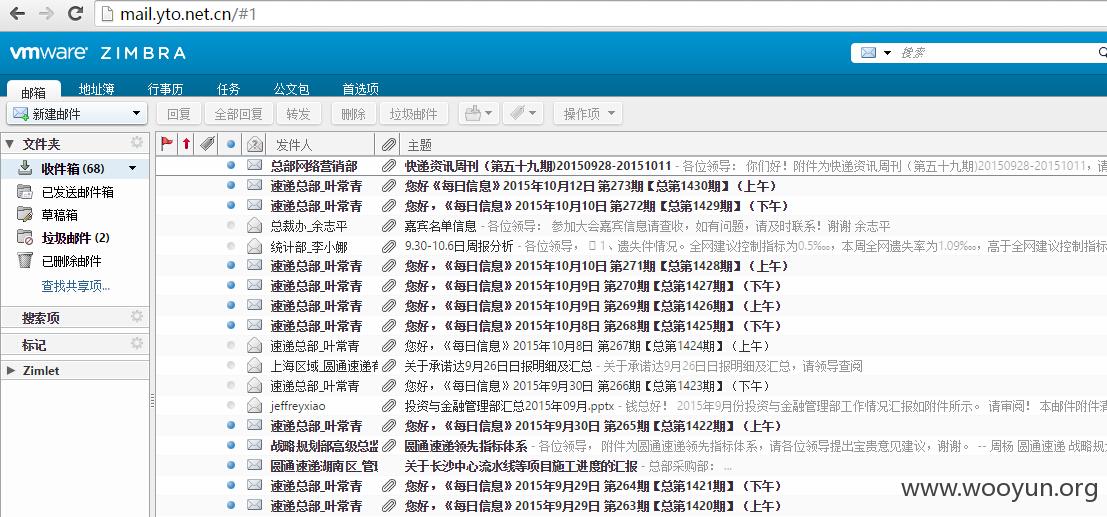 mail.yto.net.cn/#1
vmware ZIMBRA
搜索
邮箱 地址簿 行事历 任务 公文包 首选项
新建邮件 回复 全部回复 转发 删除 垃圾邮件 操作项
文件夹 发件人 主题
收件箱 (68)
已发送邮件箱
草稿箱
垃圾邮件 (2)
已删除邮件
查找共享项...
搜索项
标记
Zimlet
总部网络营销部 快递资讯周刊（第五十九期)20150928-20151011 - 各位领导： 你们好！附件为快递资讯周刊（第五十九期)20150928-20151011，请
速递总部_叶常青 您好《每日信息》2015年10月12日 第273期【总第1430期】（上午）
速递总部_叶常青 您好，《每日信息》2015年10月10日 第272期【总第1429期】（下午）
总裁办_余志平 嘉宾名单信息 - 各位领导： 参加大会嘉宾信息请查收，如有问题，请及时联系！谢谢 余志平
统计部_李小娜 9.30-10.6日周报分析 - 各位领导， 1、遗失件情况。全网建议控制指标为0.5‱，本周全网遗失率为1.09‱，高于全网建议控制指标
速递总部_叶常青 您好，《每日信息》2015年10月10日 第271期【总第1428期】（上午）
速递总部_叶常青 您好，《每日信息》2015年10月9日 第270期【总第1427期】（下午）
速递总部_叶常青 您好，《每日信息》2015年10月9日 第269期【总第1426期】（上午）
速递总部_叶常青 您好，《每日信息》2015年10月8日 第268期【总第1425期】（下午）
速递总部_叶常青 您好，《每日信息》2015年10月8日 第267期【总第1424期】（上午）
上海区域_圆通速递有 关于承诺达9月26日日报明细及汇总 - 关于承诺达9月26日日报明细及汇总，请领导查阅
速递总部_叶常青 您好，《每日信息》2015年9月30日 第266期【总第1423期】（下午）
jeffreyxiao 投资与金融管理部汇总2015年09月.pptx - 钱总好！ 2015年9月份投资与金融管理部工作情况汇报如附件所示。 请审阅！ 本邮件附件清
速递总部_叶常青 您好，《每日信息》2015年9月30日 第265期【总第1422期】（上午）
战略规划部高级总监 圆通速递领先指标体系 - 各位领导， 附件为圆通速递领先指标体系，请各位领导提出宝贵意见建议，谢谢。 -- 周杨 圆通速递 战略规
圆通速递湖南区_管理 关于长沙中心流水线等项目施工进度的汇报 - 总部采购部： ...
速递总部_叶常青 您好，《每日信息》2015年9月29日 第264期【总第1421期】（下午）
速递总部_叶常青 您好，《每日信息》2015年9月29日 第263期【总第1420期】（上午）
www.wooyun.org